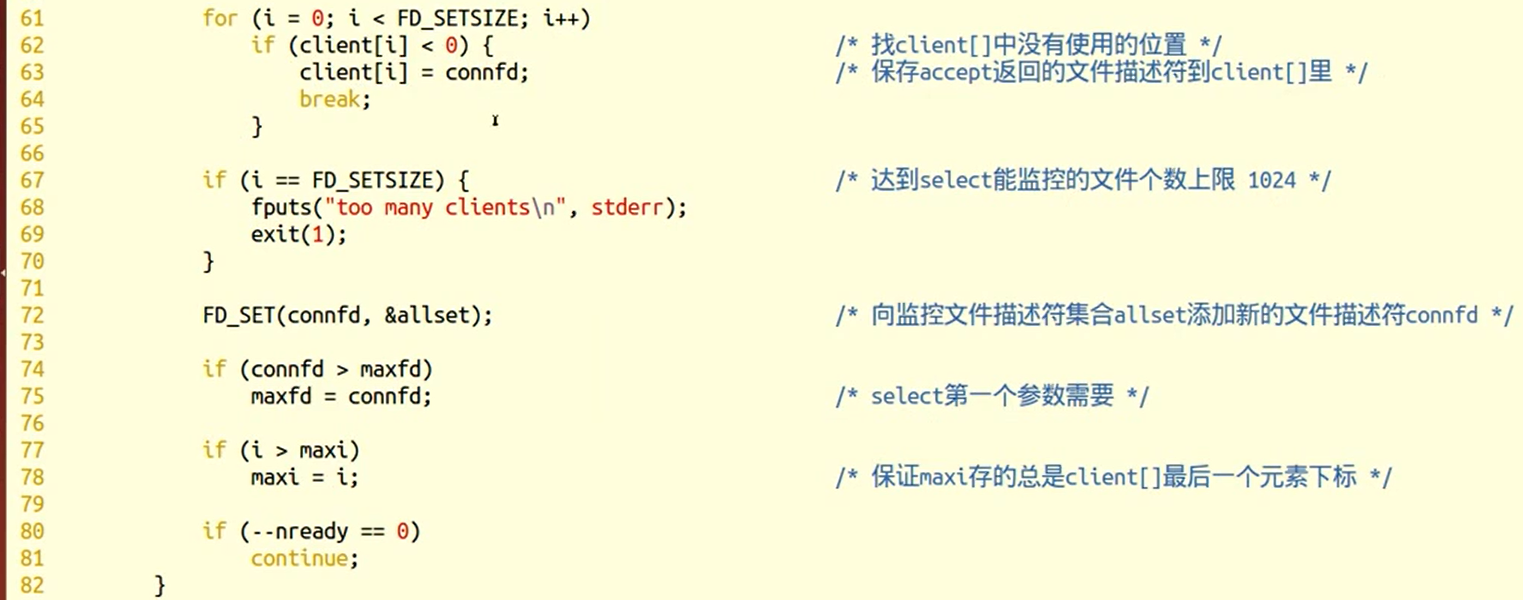 61 for (i = 0; i < FD_SETSIZE; i++)
62 if (client[i] < 0) { /* 找client[]中没有使用的位置 */
63 client[i] = connfd; /* 保存accept返回的文件描述符到client[]里 */
64 break;
65 }
66
67 if (i == FD_SETSIZE) { /* 达到select能监控的文件个数上限 1024 */
68 fputs("too many clients\n", stderr);
69 exit(1);
70 }
71
72 FD_SET(connfd, &allset); /* 向监控文件描述符集合allset添加新的文件描述符connfd */
73
74 if (connfd > maxfd)
75 maxfd = connfd; /* select第一个参数需要 */
76
77 if (i > maxi)
78 maxi = i; /* 保证maxi存的总是client[]最后一个元素下标 */
79
80 if (--nready == 0)
81 continue;
82 }